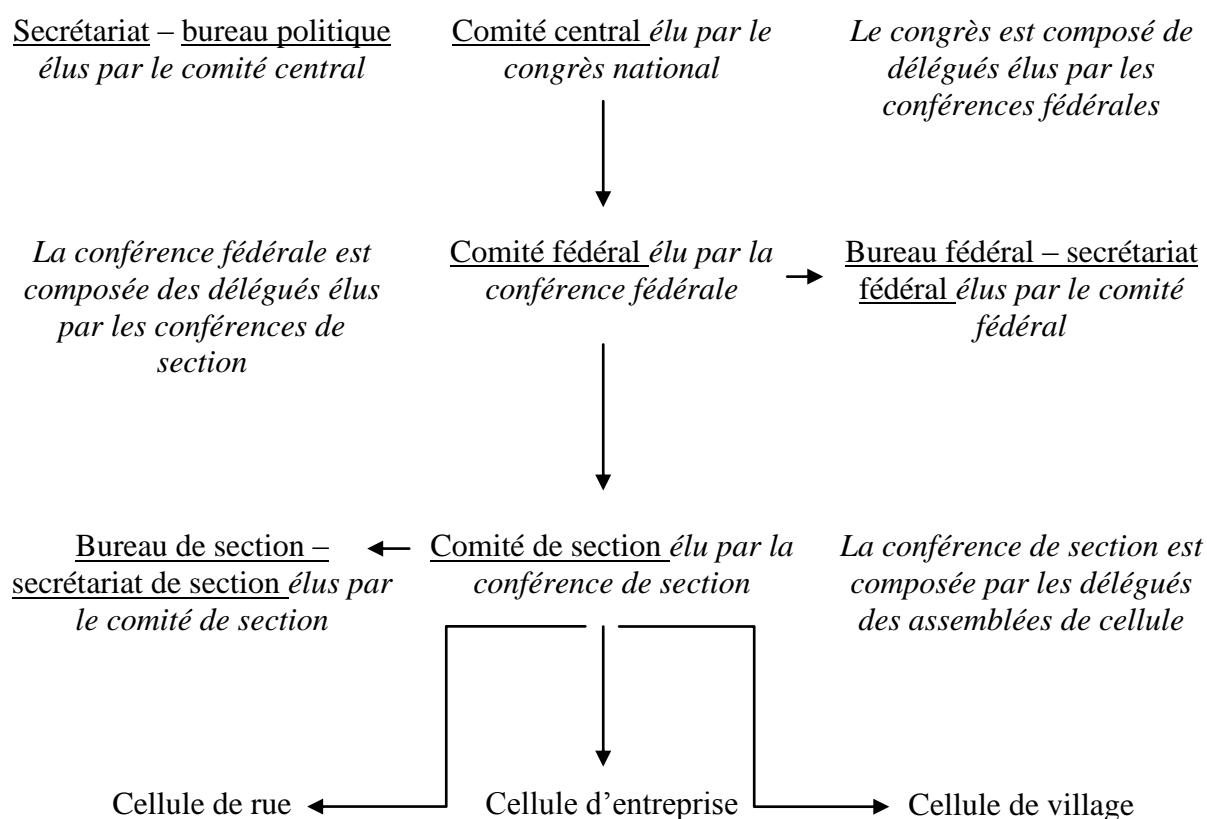 Secrétariat – bureau politique
élus par le comité central
Comité central élu par le
congrès national
Le congrès est composé de
délégués élus par les
conférences fédérales
La conférence fédérale est
composée des délégués élus
par les conférences de
section
Comité fédéral élu par la
conférence fédérale
Bureau fédéral – secrétariat
fédéral élus par le comité
fédéral
Bureau de section –
secrétariat de section élus par
le comité de section
Comité de section élu par la
conférence de section
La conférence de section est
composée par les délégués
des assemblées de cellule
Cellule de rue
Cellule d’entreprise
Cellule de village